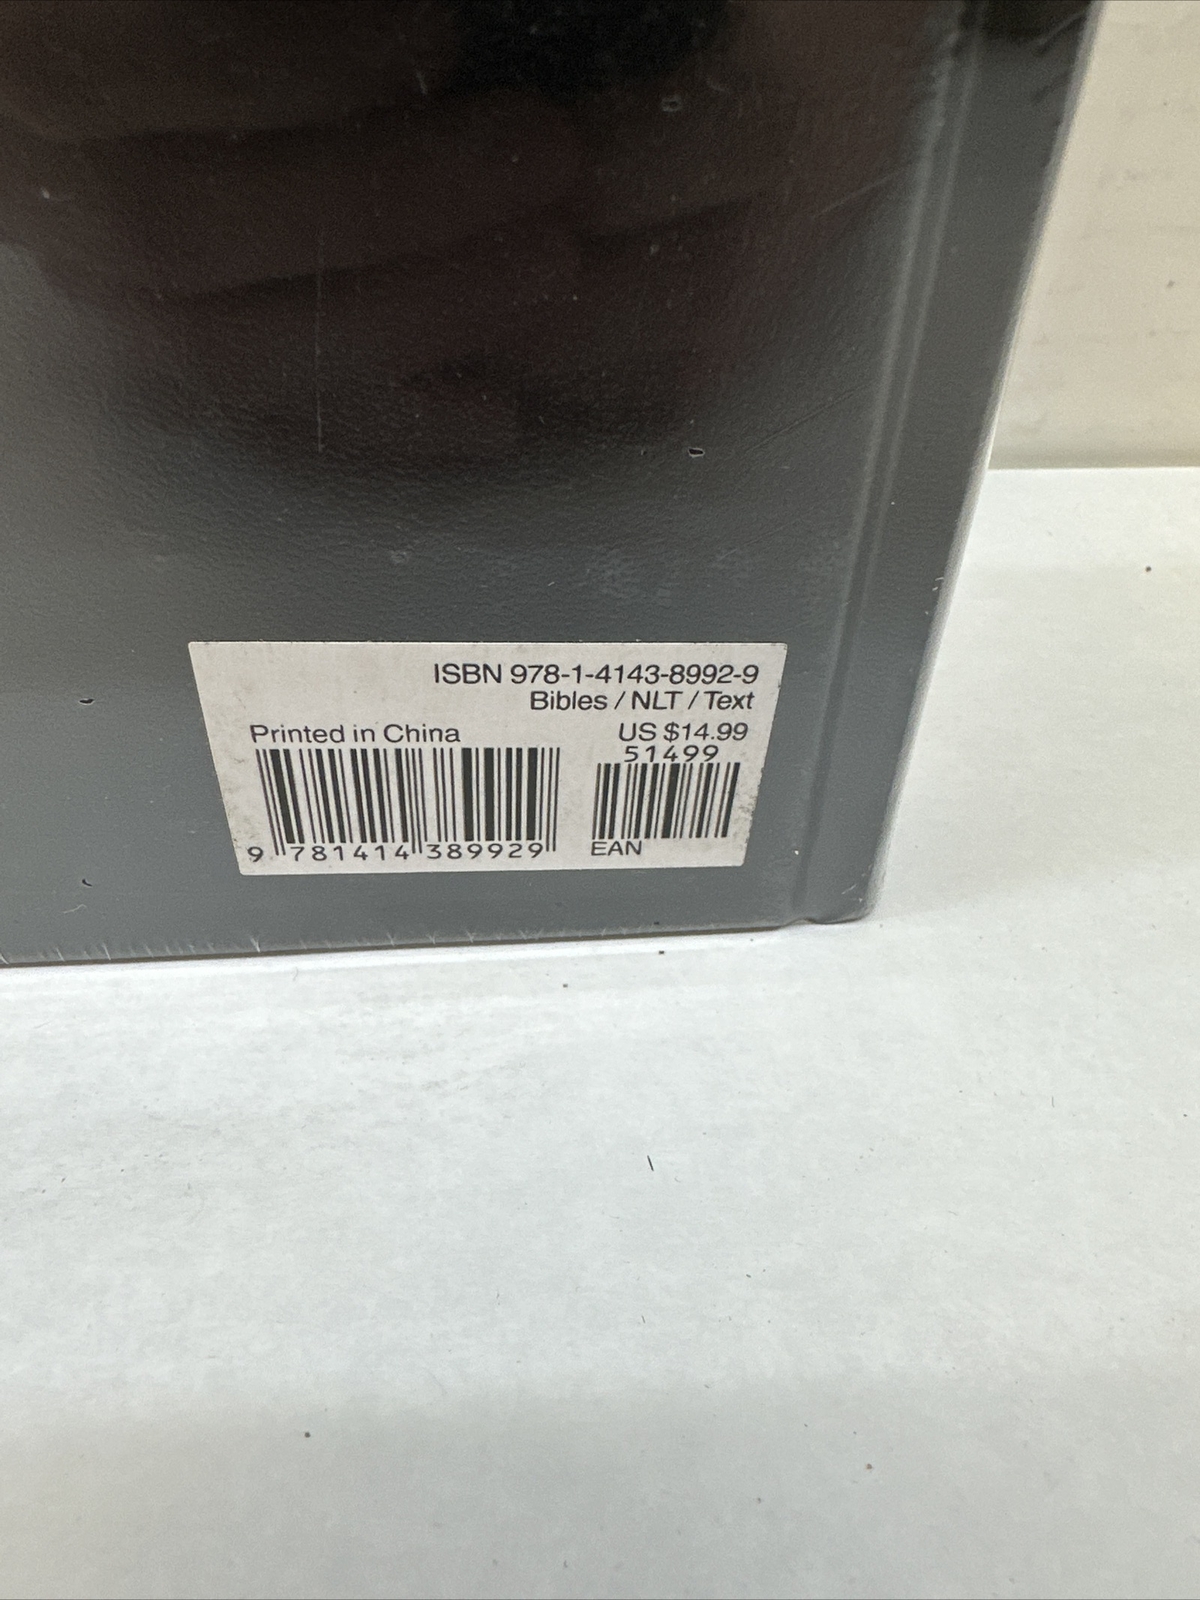 ISBN 978-1-4143-8992-9
Bibles / NLT / Text
Printed in China US $14.99
51499
9 781414 389929 EAN